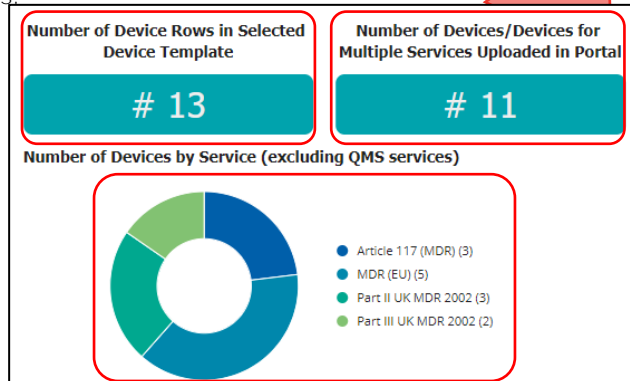 Number of Device Rows in Selected
Device Template
# 13
Number of Devices/Devices for
Multiple Services Uploaded in Portal
# 11
Number of Devices by Service (excluding QMS services)
Article 117 (MDR) (3)
MDR (EU) (5)
Part II UK MDR 2002 (3)
Part III UK MDR 2002 (2)